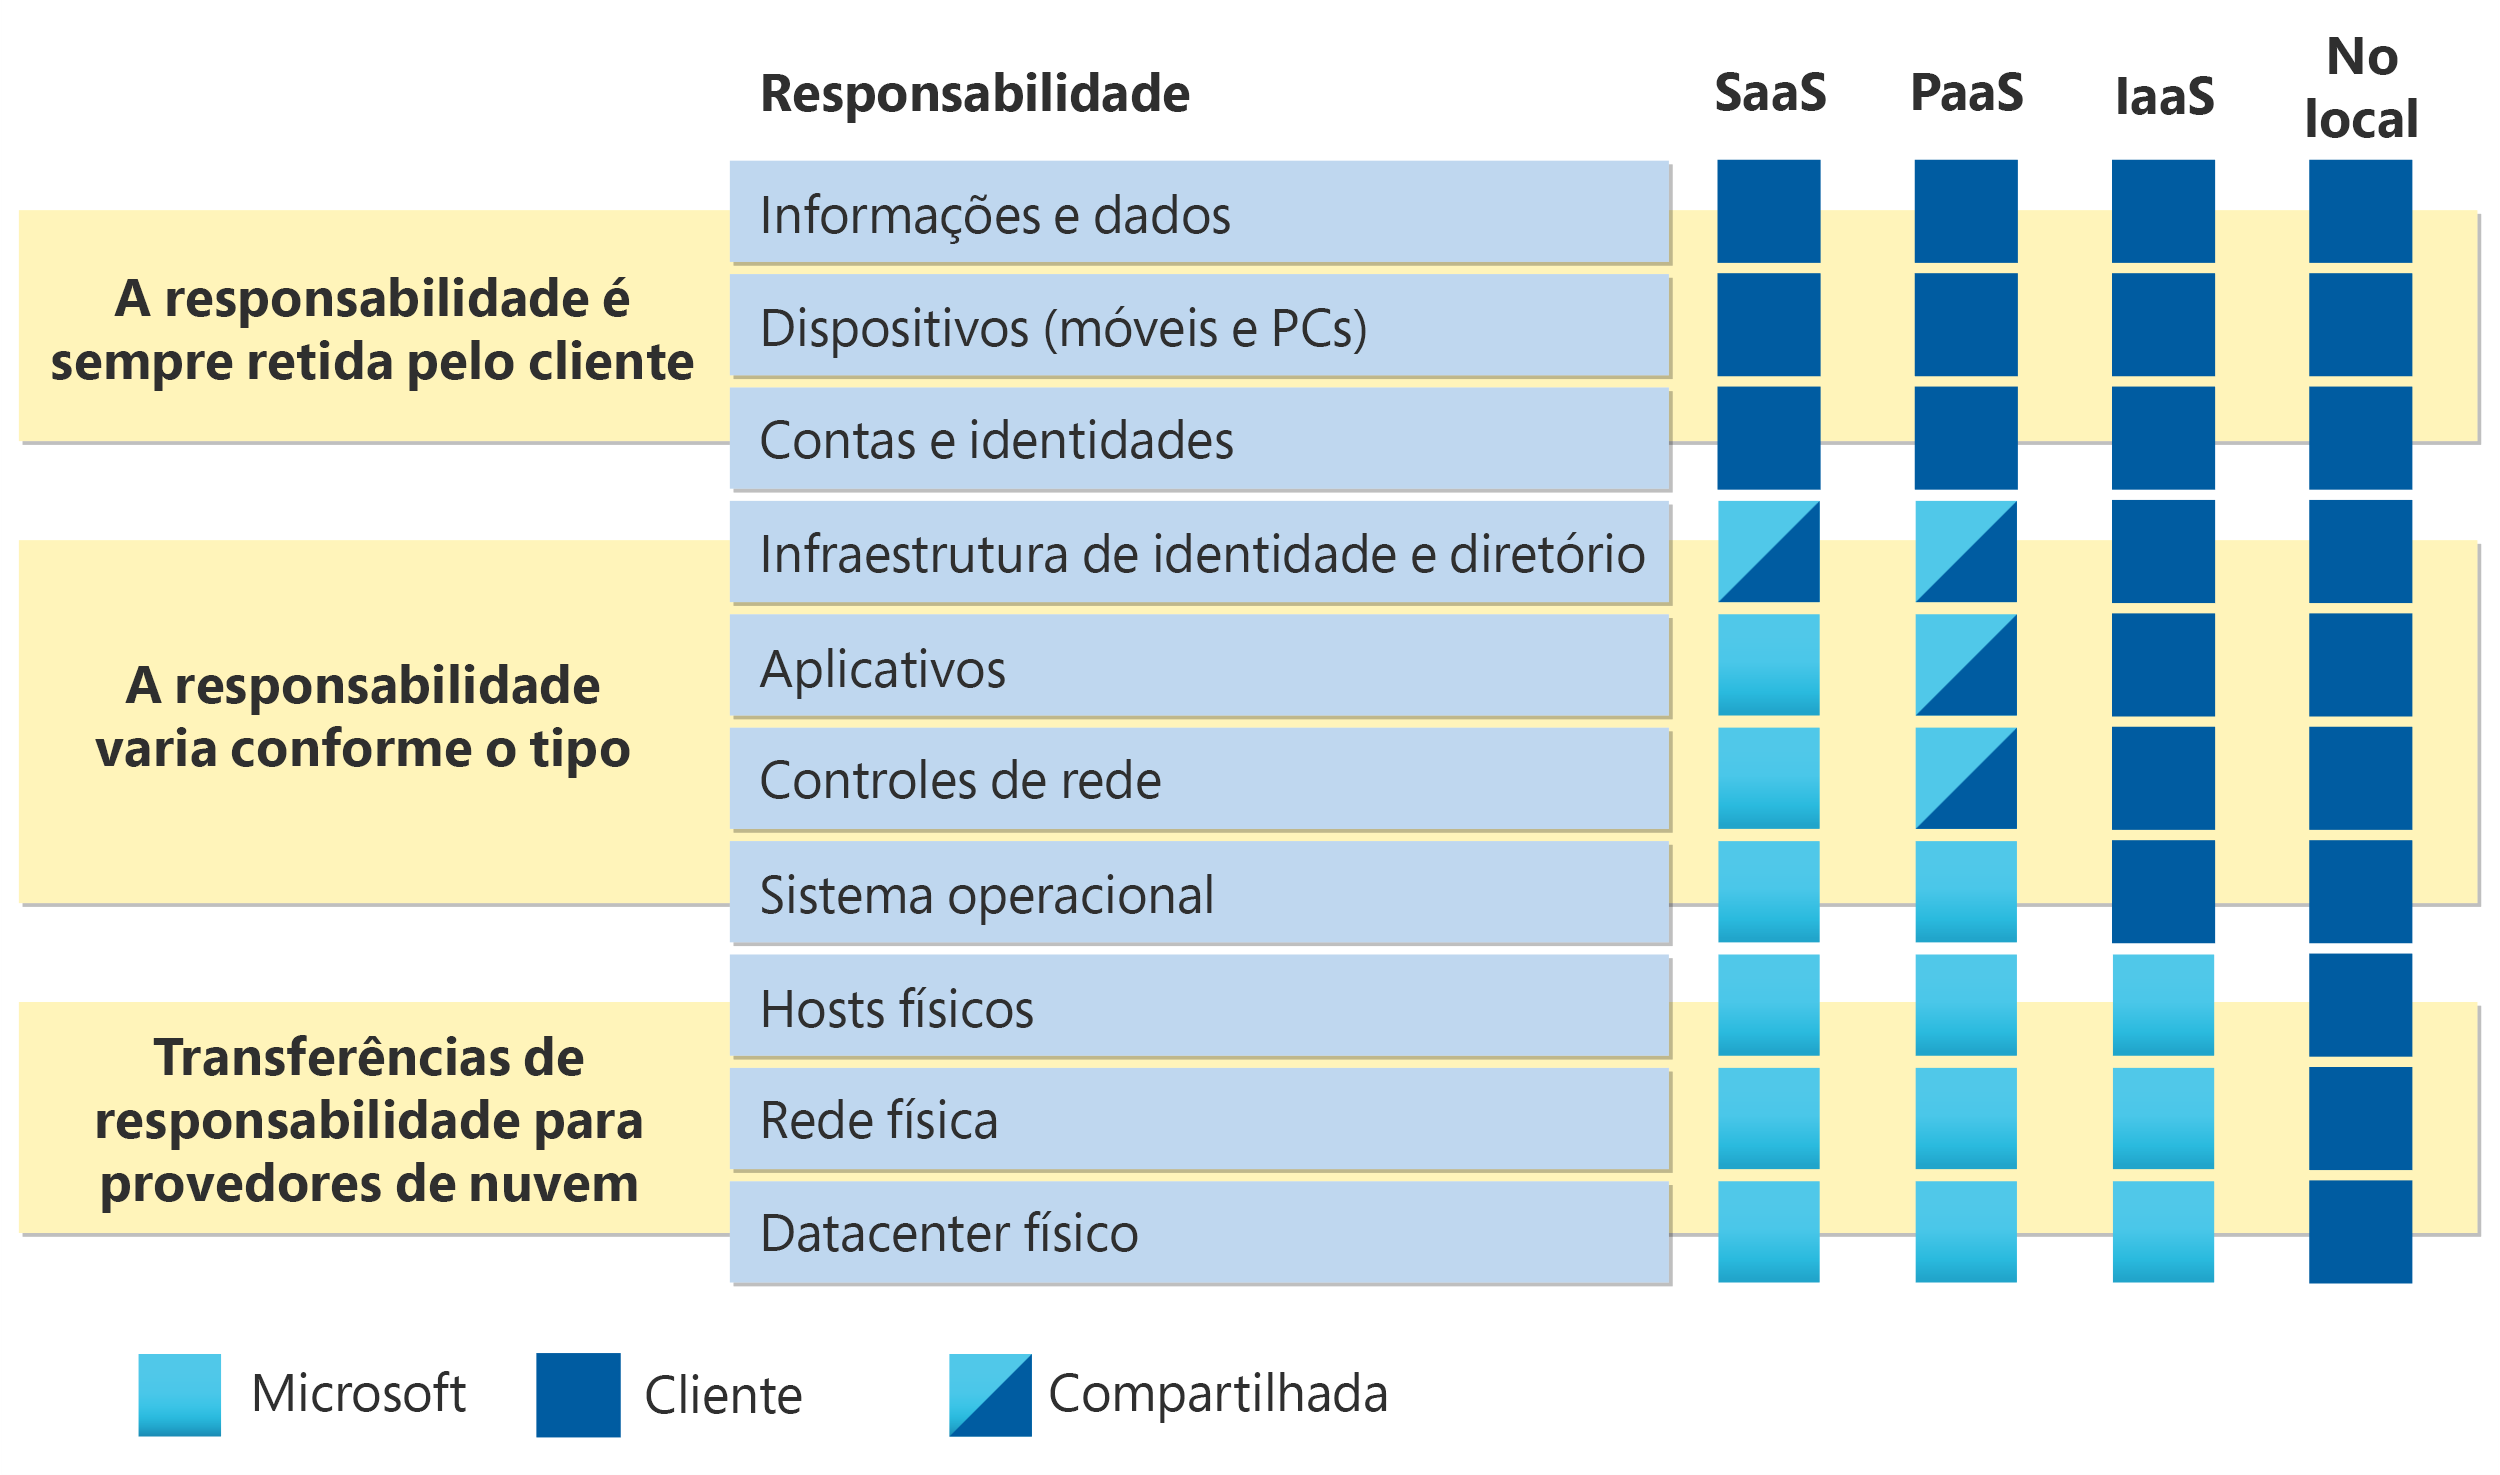 Responsabilidade SaaS PaaS IaaS No local
A responsabilidade é
sempre retida pelo cliente
Informações e dados
Dispositivos (móveis e PCs)
Contas e identidades
A responsabilidade
varia conforme o tipo
Infraestrutura de identidade e diretório
Aplicativos
Controles de rede
Sistema operacional
Transferências de
responsabilidade para
provedores de nuvem
Hosts físicos
Rede física
Datacenter físico
Microsoft Cliente Compartilhada